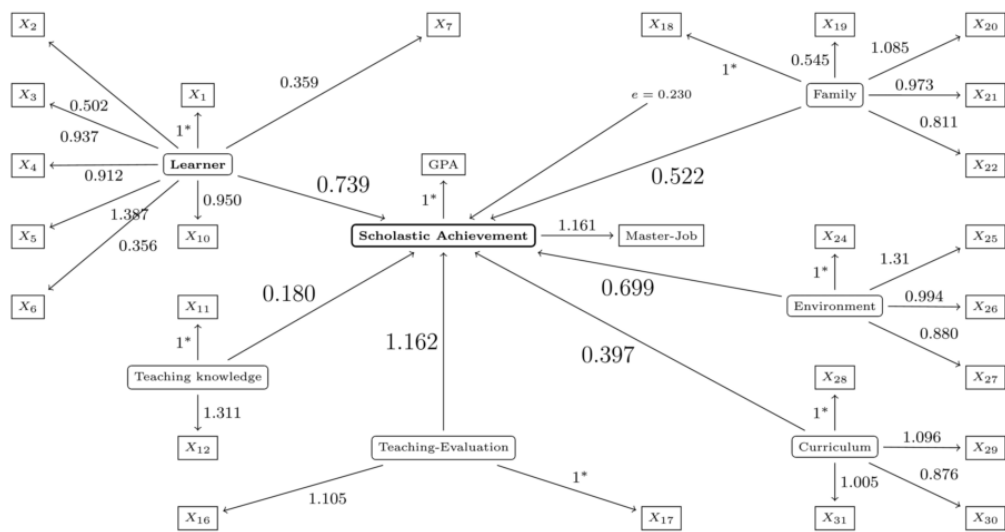 X2
X7
X18
X19
X20
1.085
0.545
1*
X3
X1
0.359
e = 0.230
Family
0.973
X21
0.502
1*
0.937
0.811
X4
Learner
GPA
X22
0.912
0.739
0.522
0.950
1*
1.387
X5
X10
Scholastic Achievement
1.161
Master-Job
X24
X25
0.356
1.31
1*
0.699
X6
X11
0.180
Environment
0.994
X26
0.880
1*
1.162
0.397
Teaching knowledge
X28
X27
1.311
1*
1.096
X12
Teaching-Evaluation
Curriculum
X29
0.876
1*
1.005
1.105
X16
X17
X31
X30